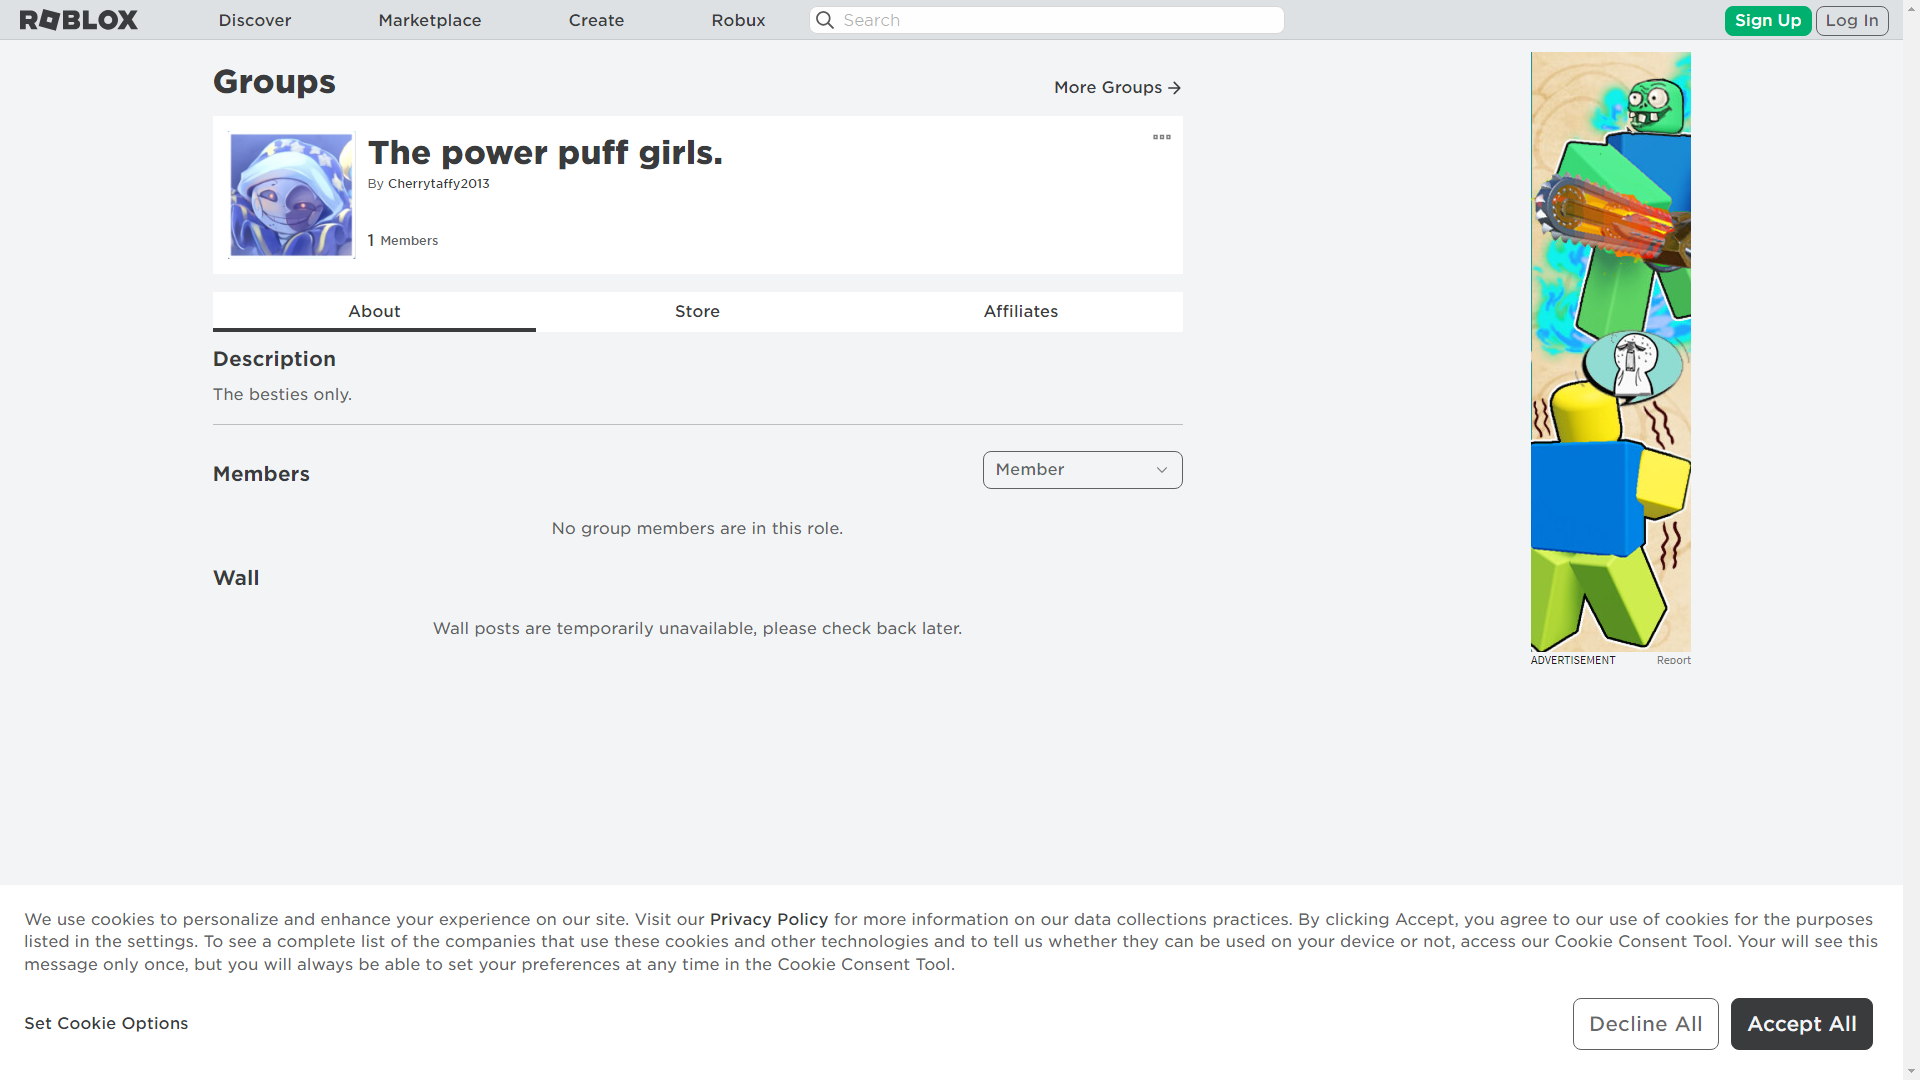 ROBLOX
Discover
Marketplace
Create
Robux
Search
Sign Up
Log In
Groups
More Groups
The power puff girls.
By Cherrytaffy2013
1 Members
About
Store
Affiliates
Description
The besties only.
Members
Member
No group members are in this role.
Wall
Wall posts are temporarily unavailable, please check back later.
ADVERTISEMENT
Report
We use cookies to personalize and enhance your experience on our site. Visit our Privacy Policy for more information on our data collections practices. By clicking Accept, you agree to our use of cookies for the purposes
listed in the settings. To see a complete list of the companies that use these cookies and other technologies and to tell us whether they can be used on your device or not, access our Cookie Consent Tool. Your will see this
message only once, but you will always be able to set your preferences at any time in the Cookie Consent Tool.
Set Cookie Options
Decline All
Accept All